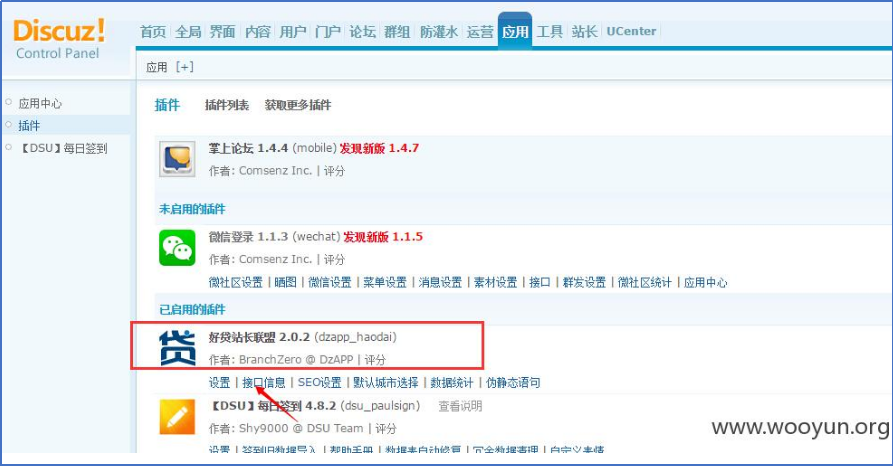 Discuz!
Control Panel
首页 全局 界面 内容 用户 门户 论坛 群组 防灌水 运营 应用 工具 站长 UCenter
应用 [+]
应用中心
插件
【DSU】每日签到
插件 插件列表 获取更多插件
掌上论坛 1.4.4 (mobile) 发现新版 1.4.7
作者: Comsenz Inc. | 评分
未启用的插件
微信登录 1.1.3 (wechat) 发现新版 1.1.5
作者: Comsenz Inc. | 评分
微社区设置 | 晒图 | 微信设置 | 菜单设置 | 消息设置 | 素材设置 | 接口 | 群发设置 | 微社区统计 | 应用中心
已启用的插件
贷
好贷站长联盟 2.0.2 (dzapp_haodai)
作者: BranchZero @ DzAPP | 评分
设置 | 接口信息 | SEO设置 | 默认城市选择 | 数据统计 | 伪静态语句
【DSU】每日签到 4.8.2 (dsu_paulsign) 查看说明
作者: Shy9000 @ DSU Team | 评分
设置 | 签到旧数据导入 | 帮助手册 | 数据表自动修复 | 冗余数据清理 | 自定义表情
www.wooyun.org